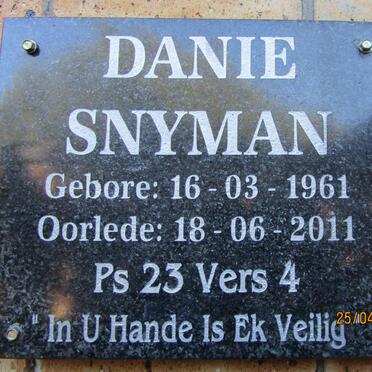 DANIE
SNYMAN
Gebore: 16 - 03 - 1961
Oorlede: 18 - 06 - 2011
Ps 23 Vers 4
25/04
" In U Hande Is Ek Veilig